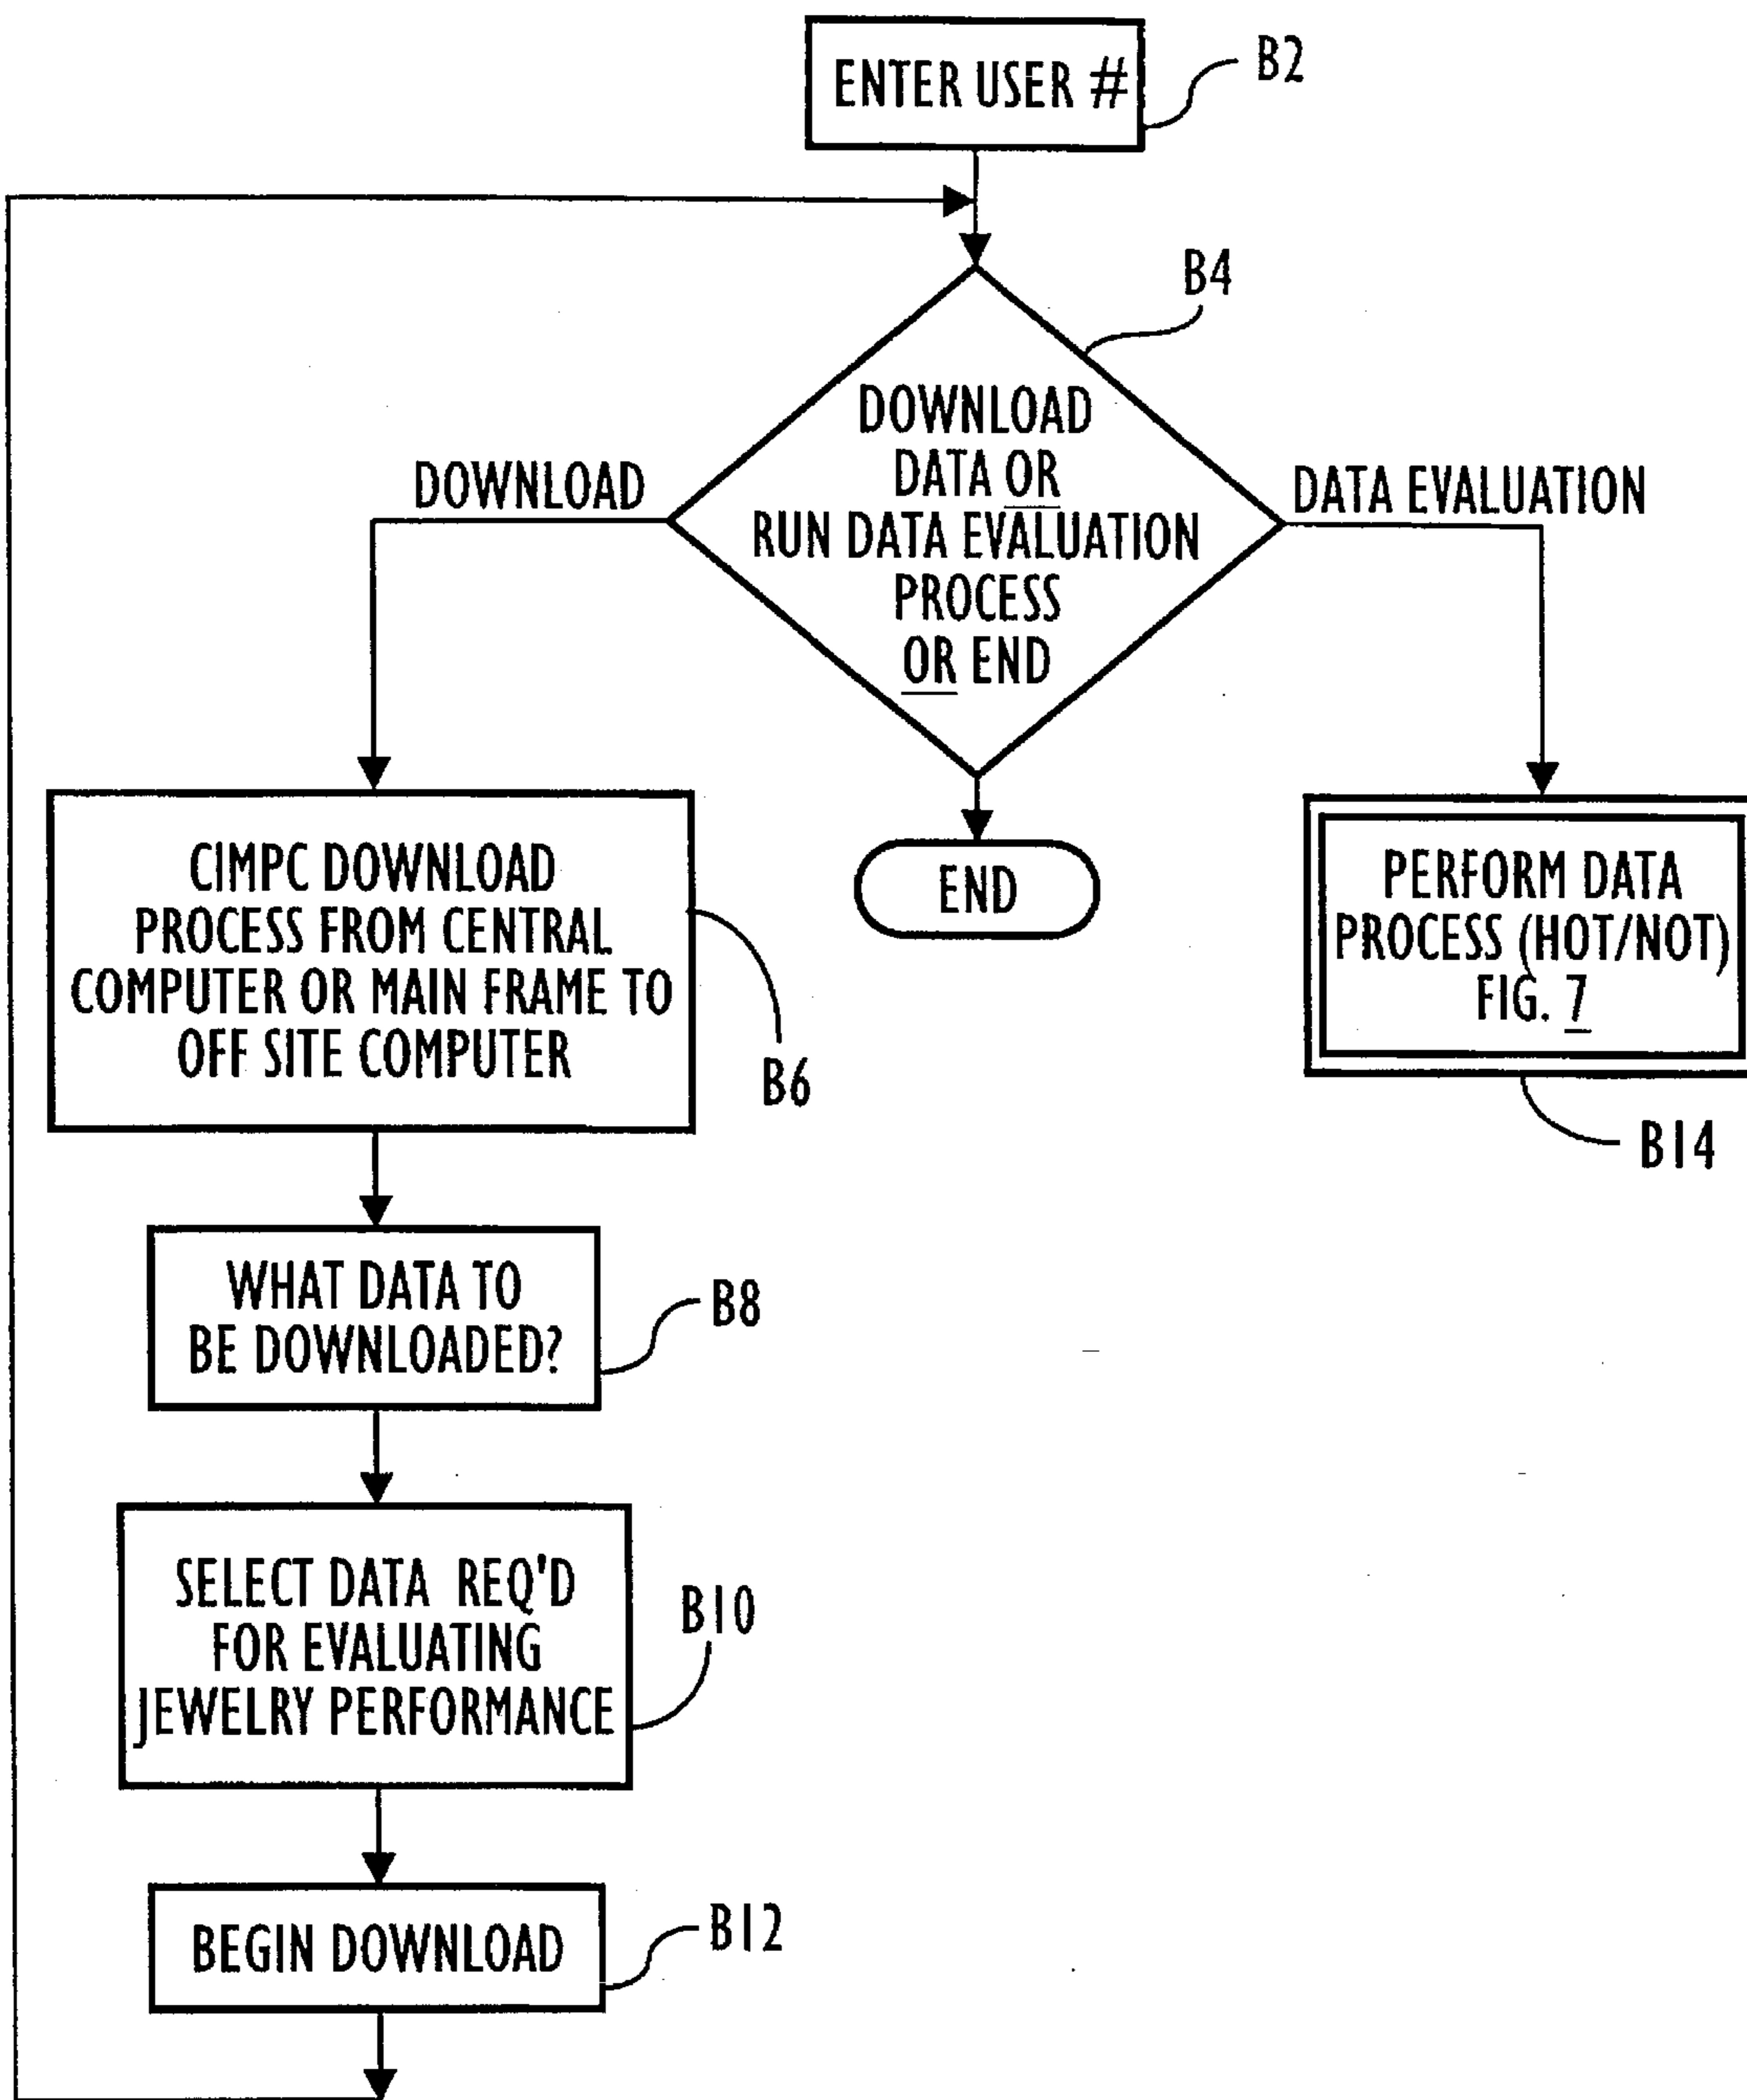 ENTER USER #
B2
B4
DOWNLOAD
DATA OR
RUN DATA EVALUATION
PROCESS
OR END
DOWNLOAD
DATA EVALUATION
CIMPC DOWNLOAD
PROCESS FROM CENTRAL
COMPUTER OR MAIN FRAME TO
OFF SITE COMPUTER
B6
END
PERFORM DATA
PROCESS (HOT/NOT)
FIG. 7
B14
WHAT DATA TO
BE DOWNLOADED?
B8
SELECT DATA REQ'D
FOR EVALUATING
JEWELRY PERFORMANCE
B10
BEGIN DOWNLOAD
B12